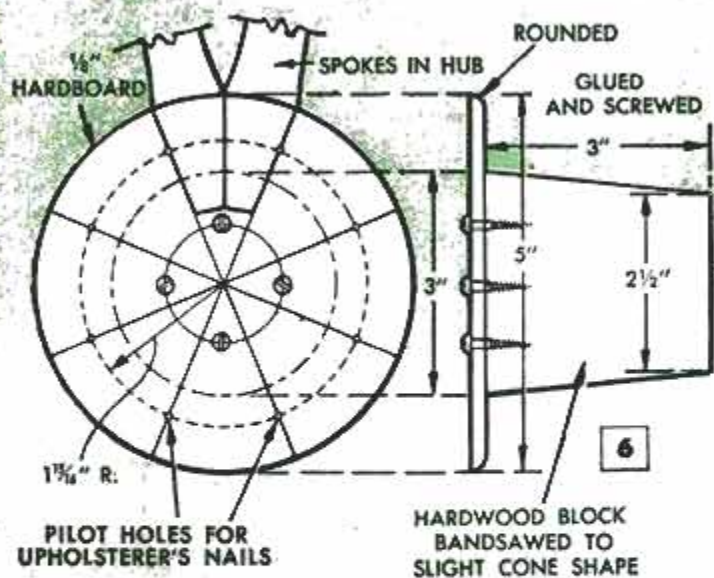 ROUNDED
1/8"
HARDBOARD
SPOKES IN HUB
GLUED
AND SCREWED
3"
5"
3"
2½"
1 15/16" R.
6
PILOT HOLES FOR
UPHOLSTERER'S NAILS
HARDWOOD BLOCK
BANDSAWED TO
SLIGHT CONE SHAPE